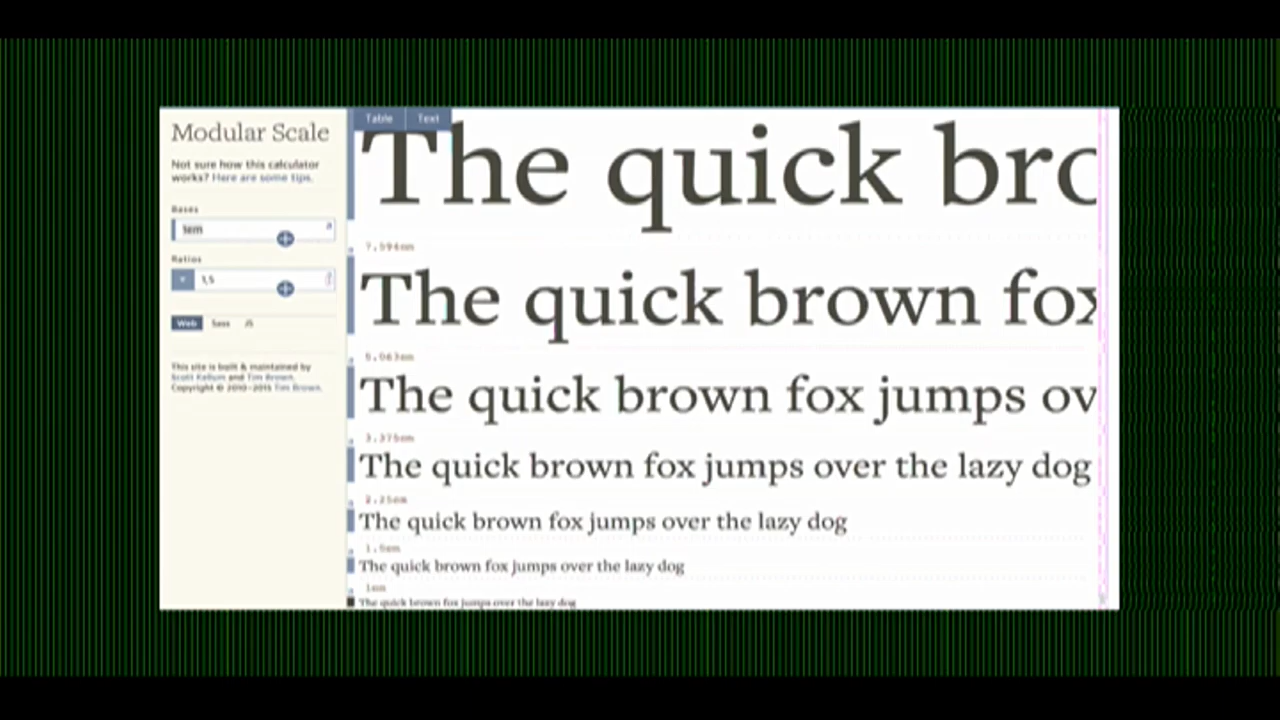 Modular Scale
Not sure how this calculator
works? Here are some tips.
Bases
1em
Ratios
1.5
Web Sass JS
This site is built & maintained by
Scott Kellum and Tim Brown.
Copyright © 2010–2015 Tim Brown.
Table Text
The quick bro
7.594em
The quick brown fox
5.063em
The quick brown fox jumps ov
3.375em
The quick brown fox jumps over the lazy dog
2.25em
The quick brown fox jumps over the lazy dog
1.5em
The quick brown fox jumps over the lazy dog
1em
The quick brown fox jumps over the lazy dog